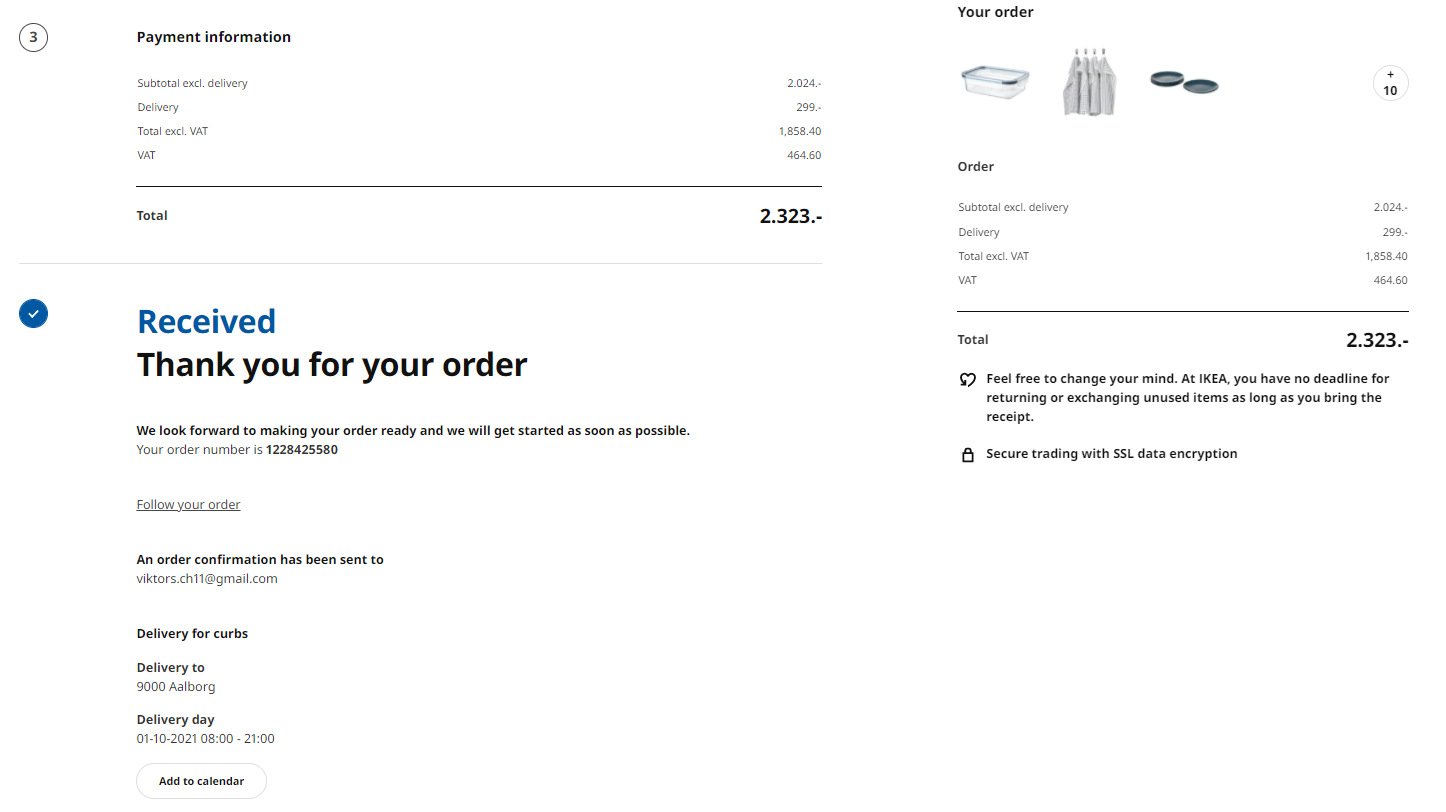 3
Payment information
Subtotal excl. delivery 2.024.-
Delivery 299.-
Total excl. VAT 1,858.40
VAT 464.60
Total 2.323.-
Received
Thank you for your order
We look forward to making your order ready and we will get started as soon as possible.
Your order number is 1228425580
Follow your order
An order confirmation has been sent to
viktors.ch11@gmail.com
Delivery for curbs
Delivery to
9000 Aalborg
Delivery day
01-10-2021 08:00 - 21:00
Add to calendar
Your order
+
10
Order
Subtotal excl. delivery 2.024.-
Delivery 299.-
Total excl. VAT 1,858.40
VAT 464.60
Total 2.323.-
Feel free to change your mind. At IKEA, you have no deadline for
returning or exchanging unused items as long as you bring the
receipt.
Secure trading with SSL data encryption